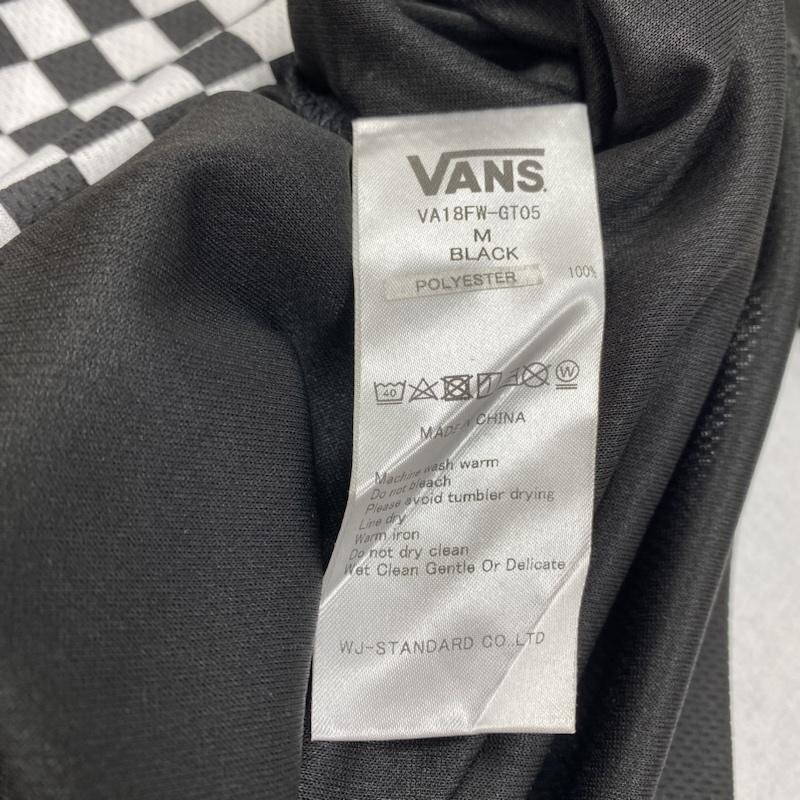 VANS
VA18FW-GT05
M
BLACK
POLYESTER 100%
40 W
MADE CHINA
Machine wash warm
Do not bleach
Please avoid tumbler drying
Line dry
Warm iron
Do not dry clean
Wet Clean Gentle Or Delicate
WJ-STANDARD CO.,LTD